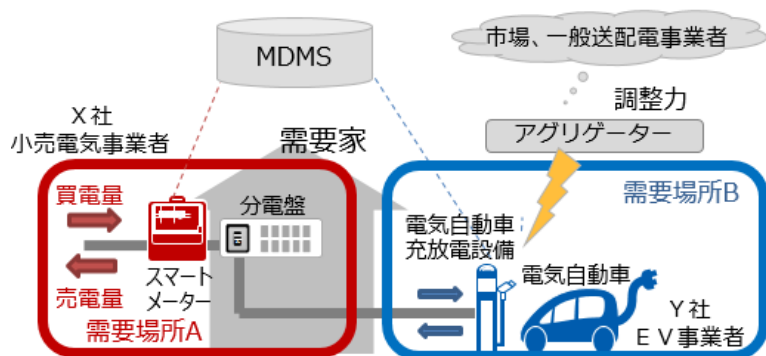 市場、一般送配電事業者
MDMS
調整力
アグリゲーター
X社
小売電気事業者
需要家
買電量
分電盤
需要場所B
電気自動車
充放電設備
電気自動車
スマート
メーター
売電量
需要場所A
Y社
EV事業者